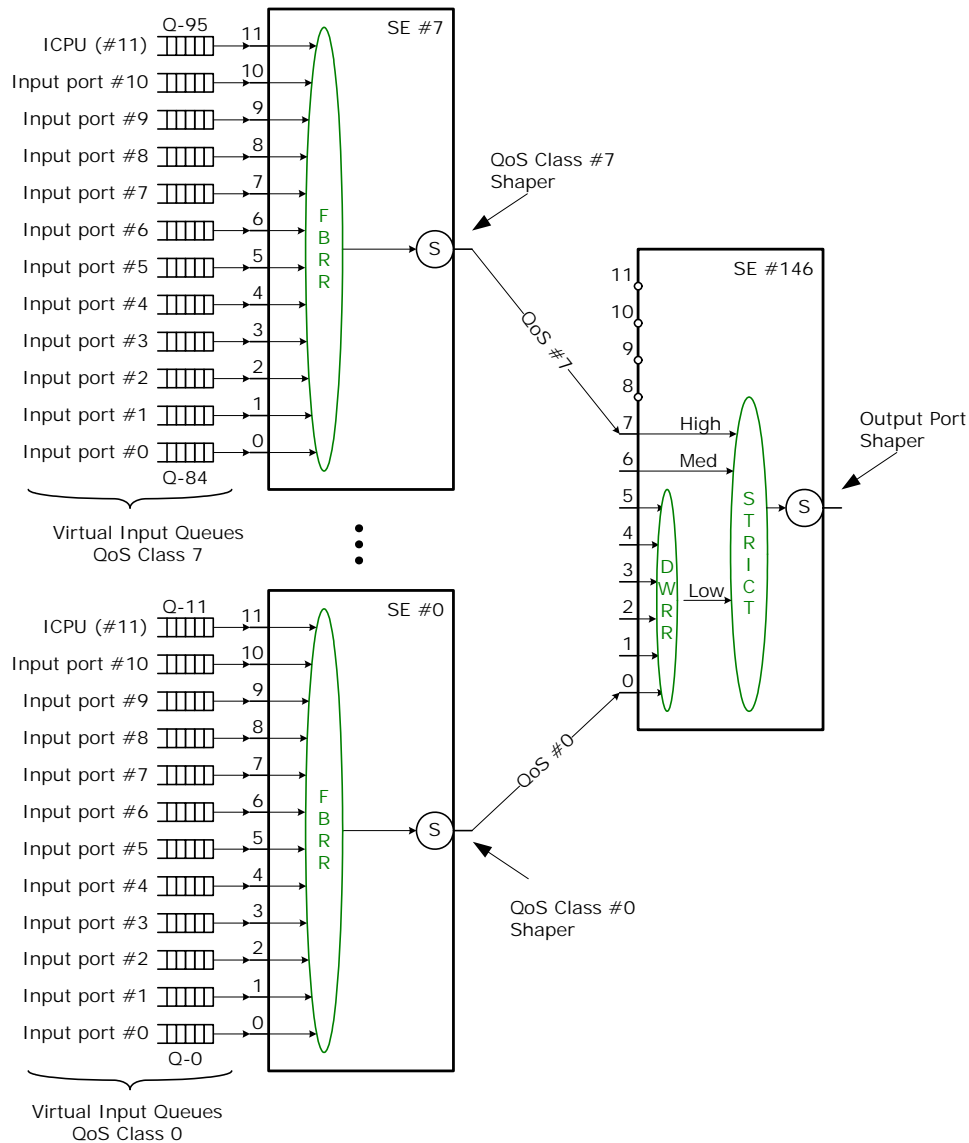 Q-95
SE #7
ICPU (#11)
11
Input port #10
10
Input port #9
9
Input port #8
8
Input port #7
7
Input port #6
6
Input port #5
5
Input port #4
4
Input port #3
3
Input port #2
2
Input port #1
1
Input port #0
0
Q-84
FBRR
S
QoS Class #7
Shaper
Virtual Input Queues
QoS Class 7
QoS #7
SE #146
11
10
9
8
7
High
6
Med
5
4
3
2
1
0
DWRR
Low
STRICT
S
Output Port
Shaper
Q-11
SE #0
ICPU (#11)
11
Input port #10
10
Input port #9
9
Input port #8
8
Input port #7
7
Input port #6
6
Input port #5
5
Input port #4
4
Input port #3
3
Input port #2
2
Input port #1
1
Input port #0
0
Q-0
FBRR
S
QoS #0
QoS Class #0
Shaper
Virtual Input Queues
QoS Class 0